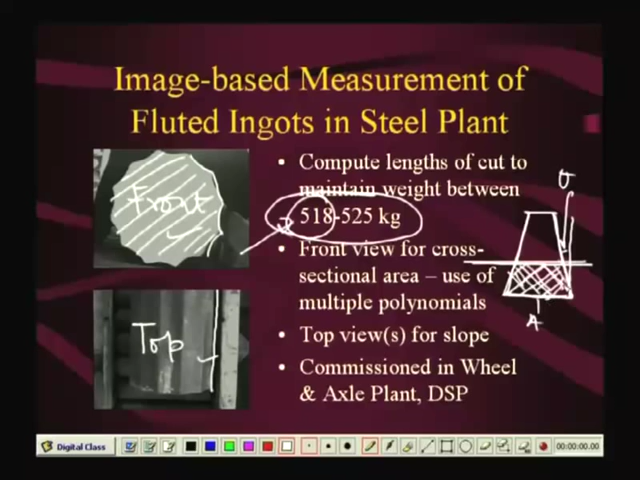 Image-based Measurement of
Fluted Ingots in Steel Plant
• Compute lengths of cut to
maintain weight between
518-525 kg
• Front view for cross-
sectional area – use of
multiple polynomials
• Top view(s) for slope
• Commissioned in Wheel
& Axle Plant, DSP
Front
Top
θ
A
Digital Class
00:00:00.00